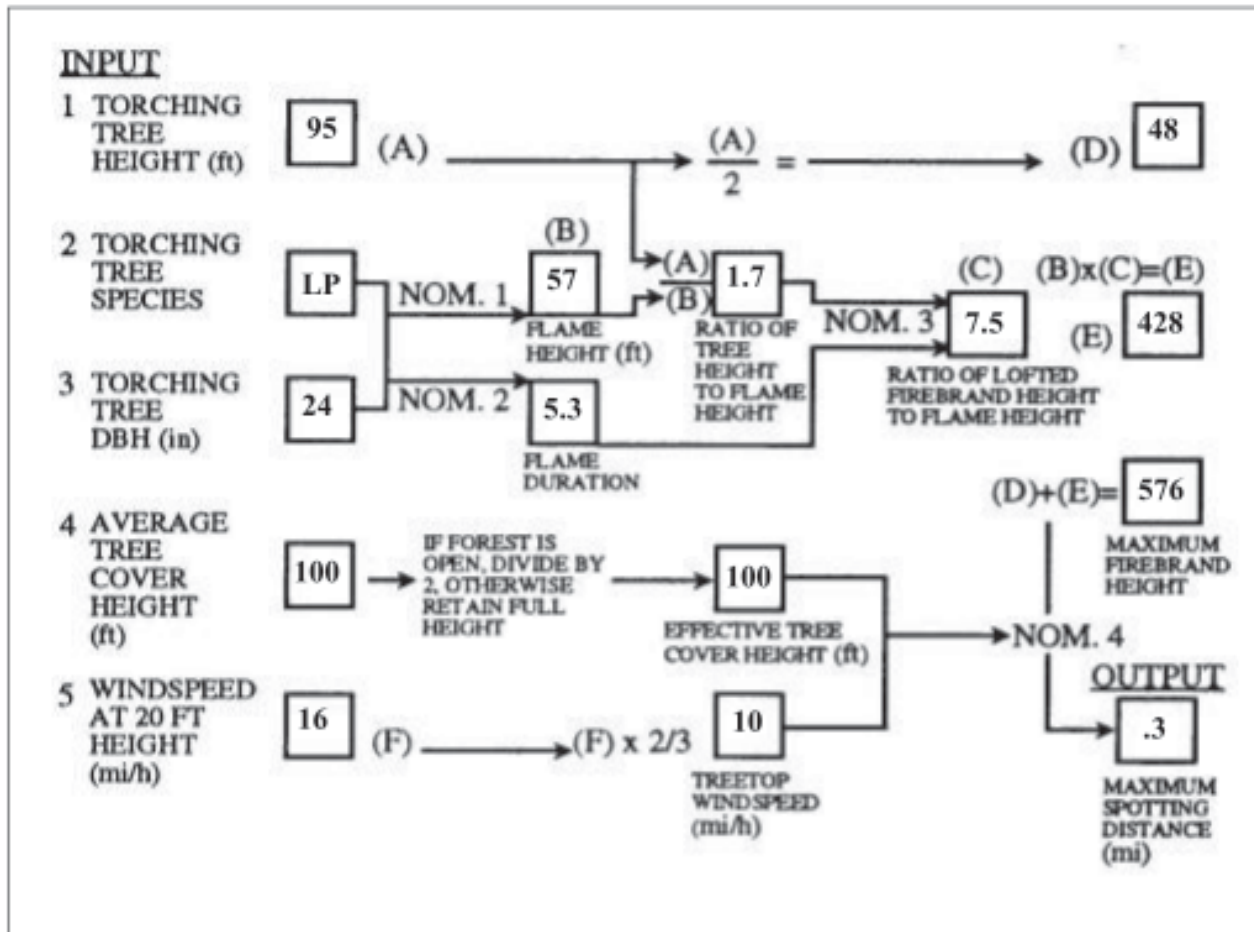 INPUT
1 TORCHING
TREE
HEIGHT (ft)
95
(A)
(A)
2
=
(D)
48
2 TORCHING
TREE
SPECIES
LP
NOM. 1
(B)
57
FLAME
HEIGHT (ft)
(A)
(B)
1.7
RATIO OF
TREE
HEIGHT
TO FLAME
HEIGHT
NOM. 3
(C)
7.5
RATIO OF LOFTED
FIREBRAND HEIGHT
TO FLAME HEIGHT
(B)x(C)=(E)
(E)
428
3 TORCHING
TREE
DBH (in)
24
NOM. 2
5.3
FLAME
DURATION
(D)+(E)=
576
MAXIMUM
FIREBRAND
HEIGHT
4 AVERAGE
TREE
COVER
HEIGHT
(ft)
100
IF FOREST IS
OPEN, DIVIDE BY
2, OTHERWISE
RETAIN FULL
HEIGHT
100
EFFECTIVE TREE
COVER HEIGHT (ft)
NOM. 4
5 WINDSPEED
AT 20 FT
HEIGHT
(mi/h)
16
(F)
(F) x 2/3
10
TREETOP
WINDSPEED
(mi/h)
OUTPUT
.3
MAXIMUM
SPOTTING
DISTANCE
(mi)